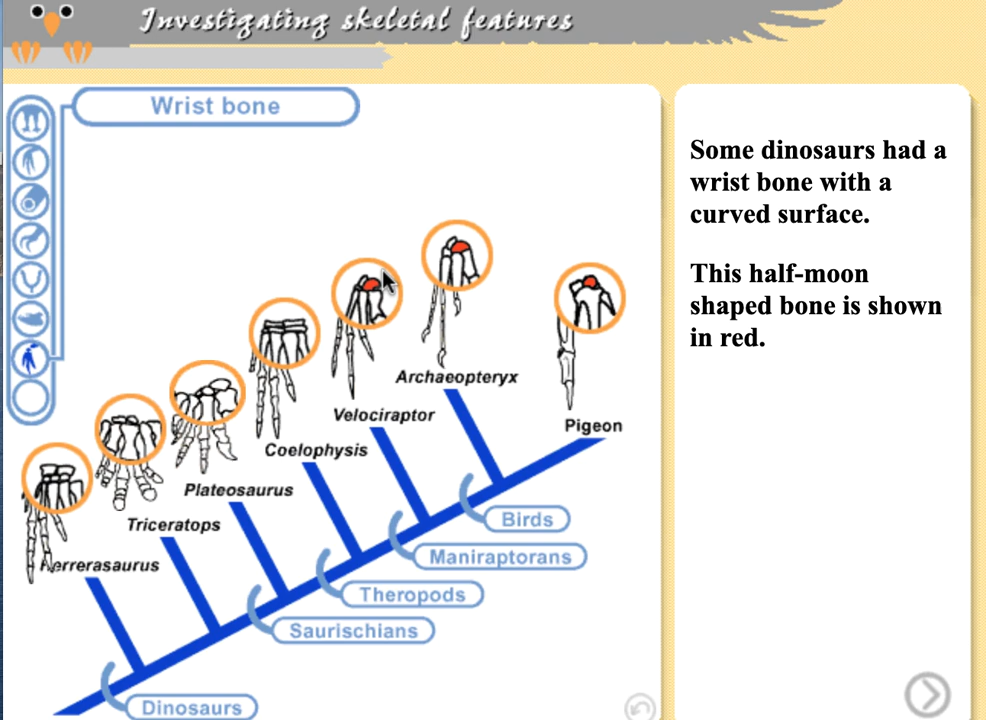 Investigating skeletal features
Wrist bone
Some dinosaurs had a
wrist bone with a
curved surface.
This half-moon
shaped bone is shown
in red.
Archaeopteryx
Velociraptor
Pigeon
Coelophysis
Plateosaurus
Triceratops
Herrerasaurus
Birds
Maniraptorans
Theropods
Saurischians
Dinosaurs